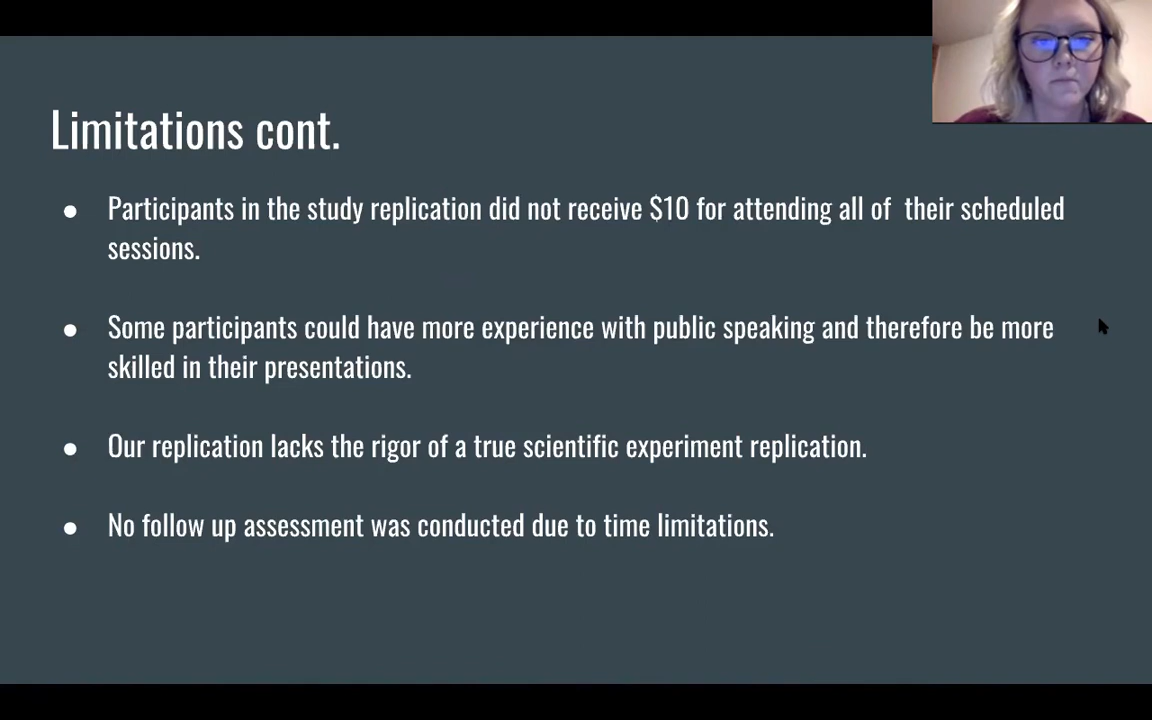 Limitations cont.
● Participants in the study replication did not receive $10 for attending all of  their scheduled
sessions.
● Some participants could have more experience with public speaking and therefore be more
skilled in their presentations.
● Our replication lacks the rigor of a true scientific experiment replication.
● No follow up assessment was conducted due to time limitations.